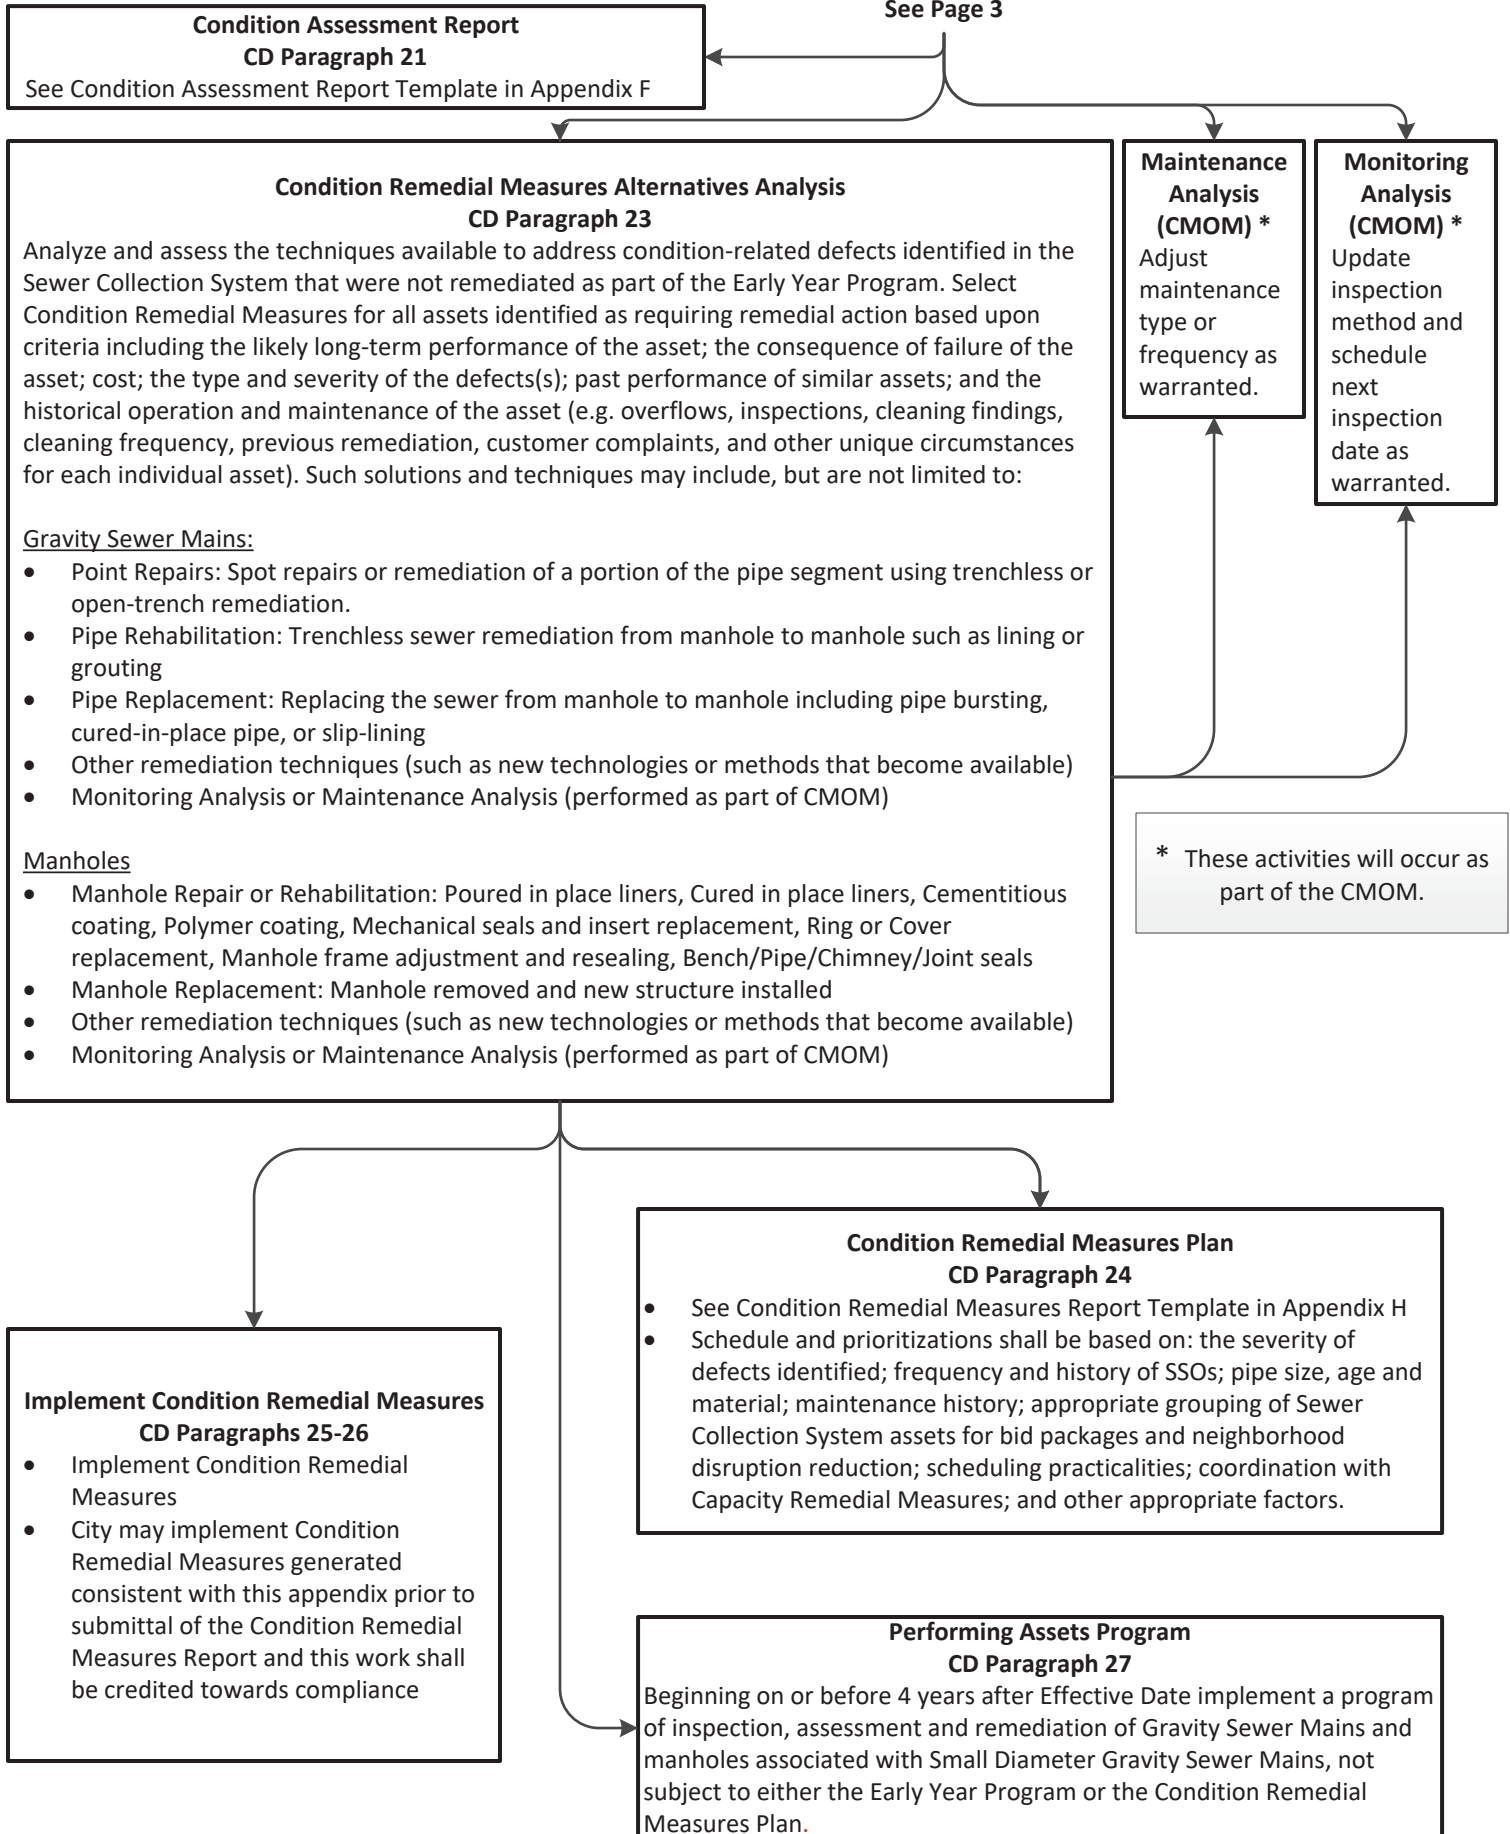 See Page 3
Condition Assessment Report
CD Paragraph 21
See Condition Assessment Report Template in Appendix F
Condition Remedial Measures Alternatives Analysis
CD Paragraph 23
Analyze and assess the techniques available to address condition-related defects identified in the
Sewer Collection System that were not remediated as part of the Early Year Program. Select
Condition Remedial Measures for all assets identified as requiring remedial action based upon
criteria including the likely long-term performance of the asset; the consequence of failure of the
asset; cost; the type and severity of the defects(s); past performance of similar assets; and the
historical operation and maintenance of the asset (e.g. overflows, inspections, cleaning findings,
cleaning frequency, previous remediation, customer complaints, and other unique circumstances
for each individual asset). Such solutions and techniques may include, but are not limited to:
Gravity Sewer Mains:
• Point Repairs: Spot repairs or remediation of a portion of the pipe segment using trenchless or
open-trench remediation.
• Pipe Rehabilitation: Trenchless sewer remediation from manhole to manhole such as lining or
grouting
• Pipe Replacement: Replacing the sewer from manhole to manhole including pipe bursting,
cured-in-place pipe, or slip-lining
• Other remediation techniques (such as new technologies or methods that become available)
• Monitoring Analysis or Maintenance Analysis (performed as part of CMOM)
Manholes
• Manhole Repair or Rehabilitation: Poured in place liners, Cured in place liners, Cementitious
coating, Polymer coating, Mechanical seals and insert replacement, Ring or Cover
replacement, Manhole frame adjustment and resealing, Bench/Pipe/Chimney/Joint seals
• Manhole Replacement: Manhole removed and new structure installed
• Other remediation techniques (such as new technologies or methods that become available)
• Monitoring Analysis or Maintenance Analysis (performed as part of CMOM)
Maintenance
Analysis
(CMOM) *
Adjust
maintenance
type or
frequency as
warranted.
Monitoring
Analysis
(CMOM) *
Update
inspection
method and
schedule
next
inspection
date as
warranted.
* These activities will occur as
part of the CMOM.
Implement Condition Remedial Measures
CD Paragraphs 25-26
• Implement Condition Remedial
Measures
• City may implement Condition
Remedial Measures generated
consistent with this appendix prior to
submittal of the Condition Remedial
Measures Report and this work shall
be credited towards compliance
Condition Remedial Measures Plan
CD Paragraph 24
• See Condition Remedial Measures Report Template in Appendix H
• Schedule and prioritizations shall be based on: the severity of
defects identified; frequency and history of SSOs; pipe size, age and
material; maintenance history; appropriate grouping of Sewer
Collection System assets for bid packages and neighborhood
disruption reduction; scheduling practicalities; coordination with
Capacity Remedial Measures; and other appropriate factors.
Performing Assets Program
CD Paragraph 27
Beginning on or before 4 years after Effective Date implement a program
of inspection, assessment and remediation of Gravity Sewer Mains and
manholes associated with Small Diameter Gravity Sewer Mains, not
subject to either the Early Year Program or the Condition Remedial
Measures Plan.